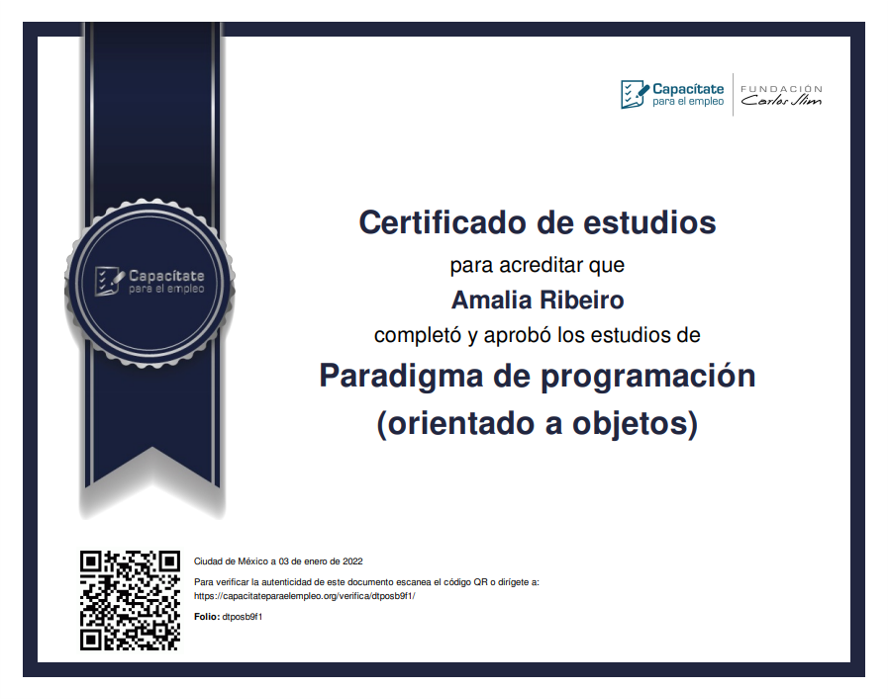 Capacítate
para el empleo
FUNDACIÓN
Carlos Slim
Certificado de estudios
para acreditar que
Amalia Ribeiro
completó y aprobó los estudios de
Paradigma de programación
(orientado a objetos)
Capacítate
para el empleo
Ciudad de México a 03 de enero de 2022
Para verificar la autenticidad de este documento escanea el código QR o dirígete a:
https://capacitateparaelempleo.org/verifica/dtposb9f1/
Folio: dtposb9f1